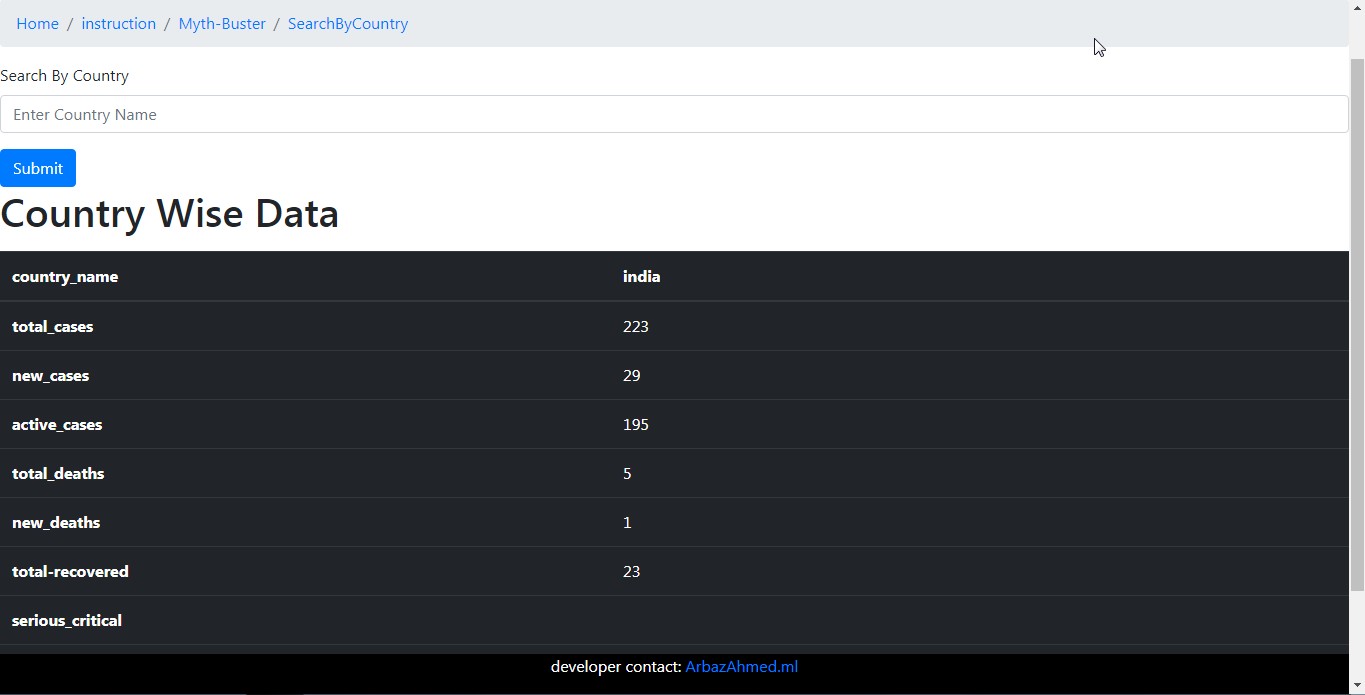 Home / instruction / Myth-Buster / SearchByCountry
Search By Country
Enter Country Name
Submit
Country Wise Data
country_name india
total_cases 223
new_cases 29
active_cases 195
total_deaths 5
new_deaths 1
total-recovered 23
serious_critical
developer contact: ArbazAhmed.ml